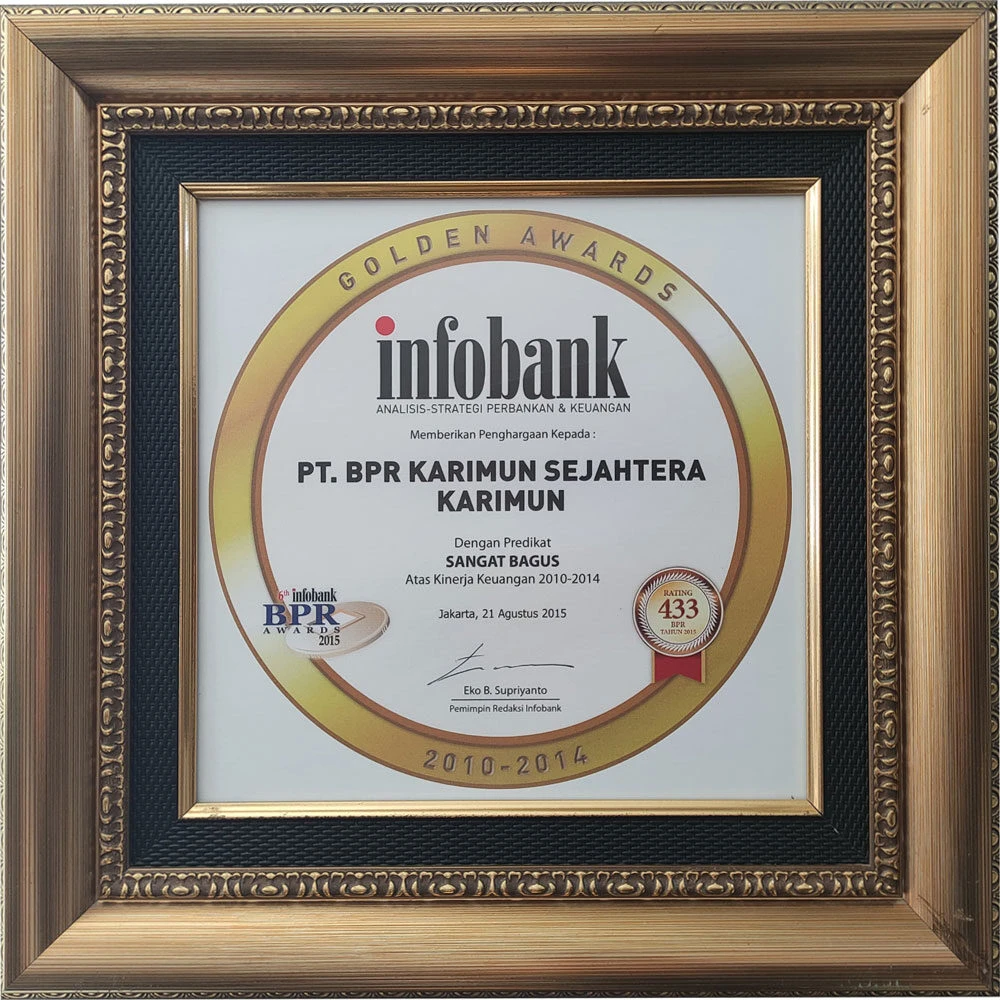 GOLDEN AWARDS
infobank
ANALISIS-STRATEGI PERBANKAN & KEUANGAN
Memberikan Penghargaan Kepada :
PT. BPR KARIMUN SEJAHTERA
KARIMUN
Dengan Predikat
SANGAT BAGUS
Atas Kinerja Keuangan 2010-2014
Jakarta, 21 Agustus 2015
6th infobank
BPR
AWARDS
2015
RATING
433
BPR
TAHUN 2015
Eko B. Supriyanto
Pemimpin Redaksi Infobank
2010-2014